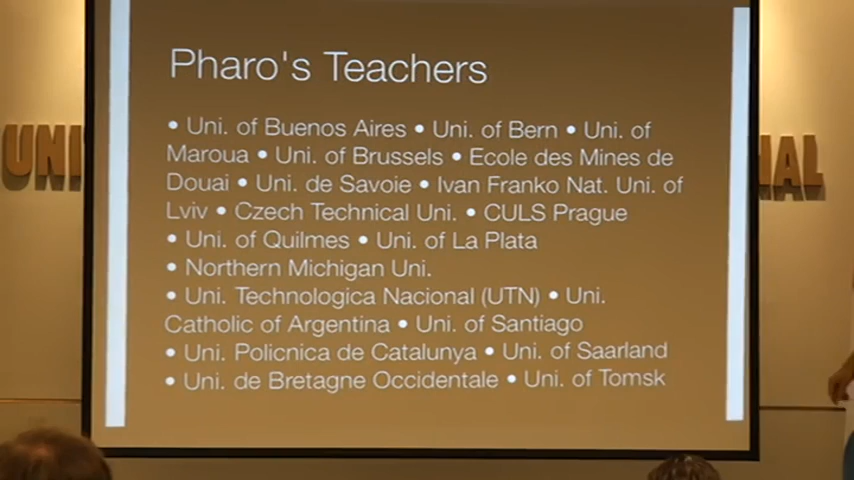 Pharo's Teachers
• Uni. of Buenos Aires • Uni. of Bern • Uni. of
Maroua • Uni. of Brussels • Ecole des Mines de
Douai • Uni. de Savoie • Ivan Franko Nat. Uni. of
Lviv • Czech Technical Uni. • CULS Prague
• Uni. of Quilmes • Uni. of La Plata
• Northern Michigan Uni.
• Uni. Technologica Nacional (UTN) • Uni.
Catholic of Argentina • Uni. of Santiago
• Uni. Policnica de Catalunya • Uni. of Saarland
• Uni. de Bretagne Occidentale • Uni. of Tomsk
UNI
NAL